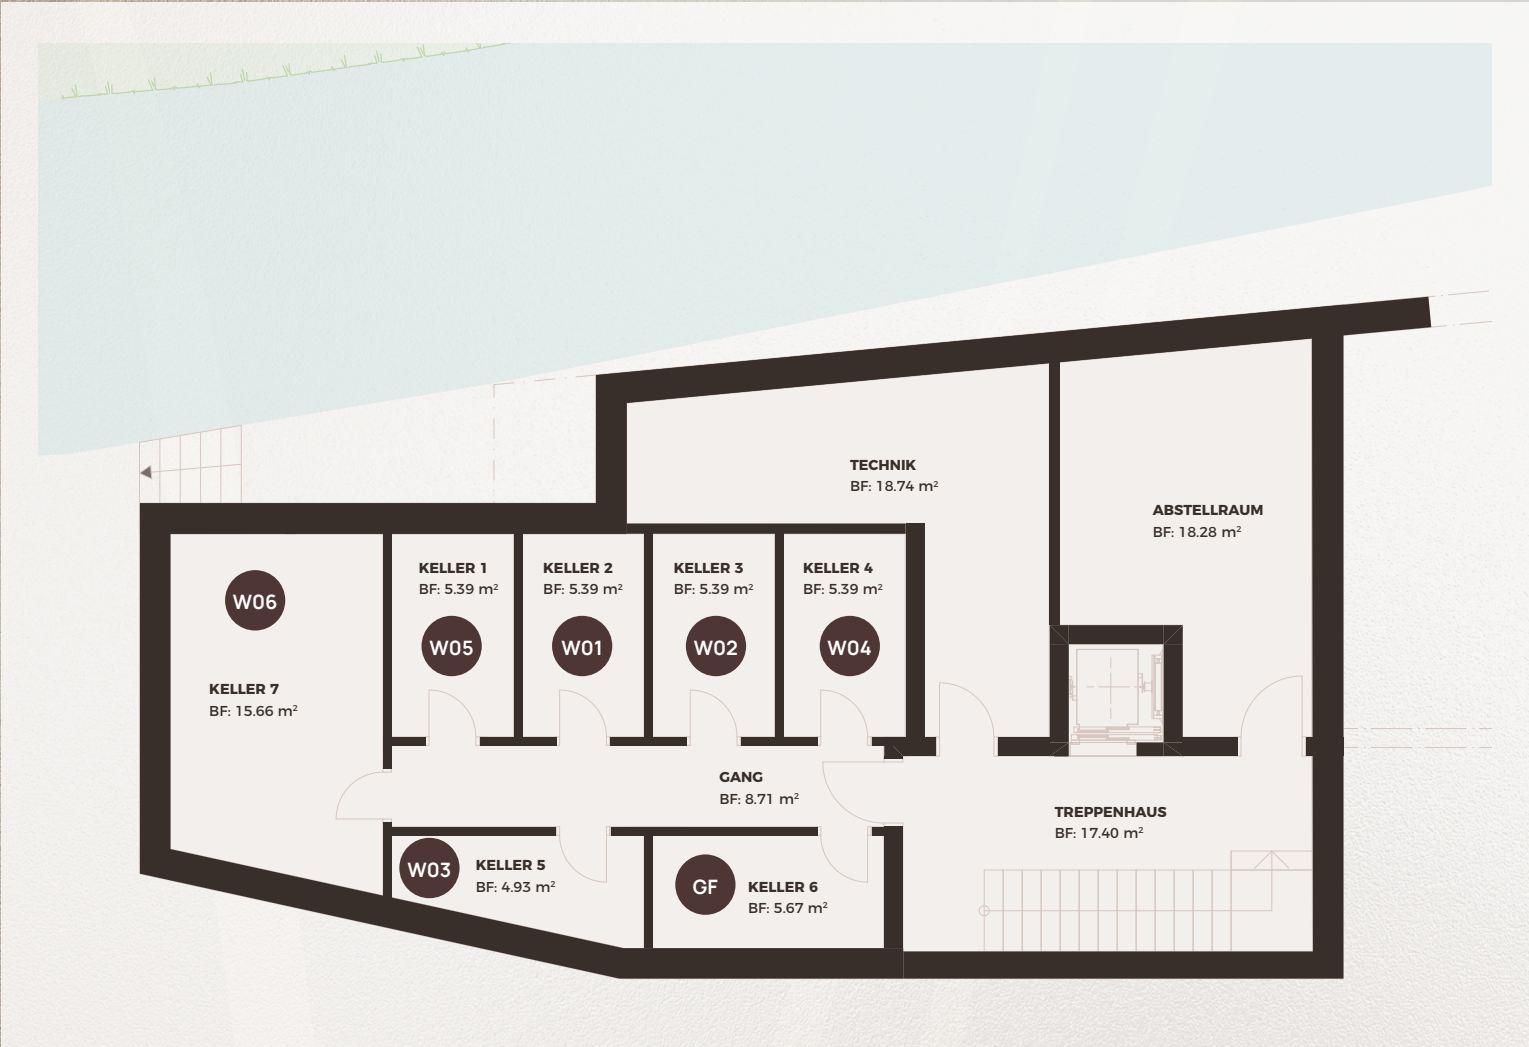 TECHNIK
BF: 18.74 m²
ABSTELLRAUM
BF: 18.28 m²
W06
KELLER 7
BF: 15.66 m²
KELLER 1
BF: 5.39 m²
W05
KELLER 2
BF: 5.39 m²
W01
KELLER 3
BF: 5.39 m²
W02
KELLER 4
BF: 5.39 m²
W04
GANG
BF: 8.71 m²
TREPPENHAUS
BF: 17.40 m²
W03
KELLER 5
BF: 4.93 m²
GF
KELLER 6
BF: 5.67 m²